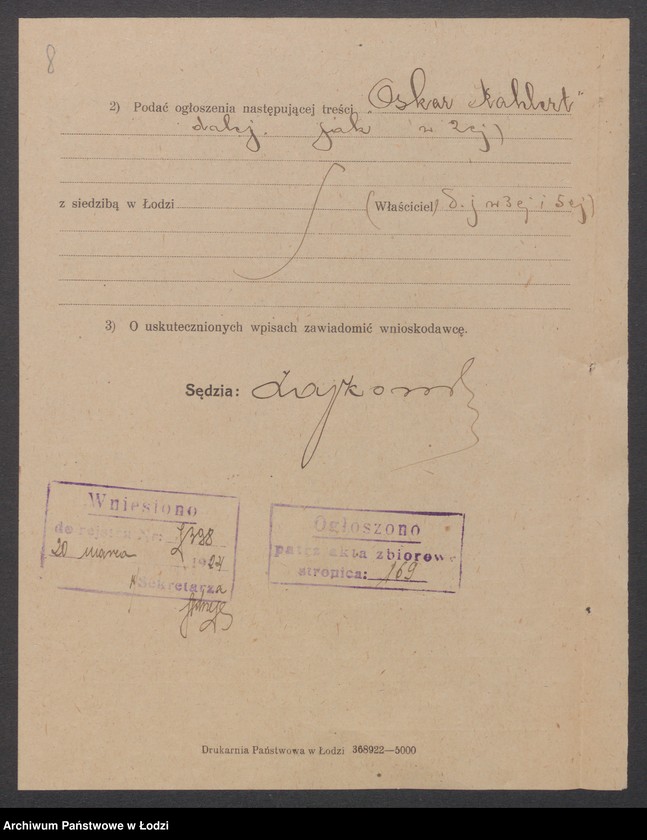 8
2) Podać ogłoszenia następującej treści „Oskar Kahlert”
dalej. jak w 2ej)
z siedzibą w Łodzi (Właściciel) d.j w 3ej i 5ej)
3) O uskutecznionych wpisach zawiadomić wnioskodawcę.
Sędzia:
Wniesiono
do rejestru Nr:
20 marca 1924
Sekretarza
Ogłoszono
patrz akta zbiorowe
stronica: 169
Drukarnia Państwowa w Łodzi 368922—5000
Archiwum Państwowe w Łodzi